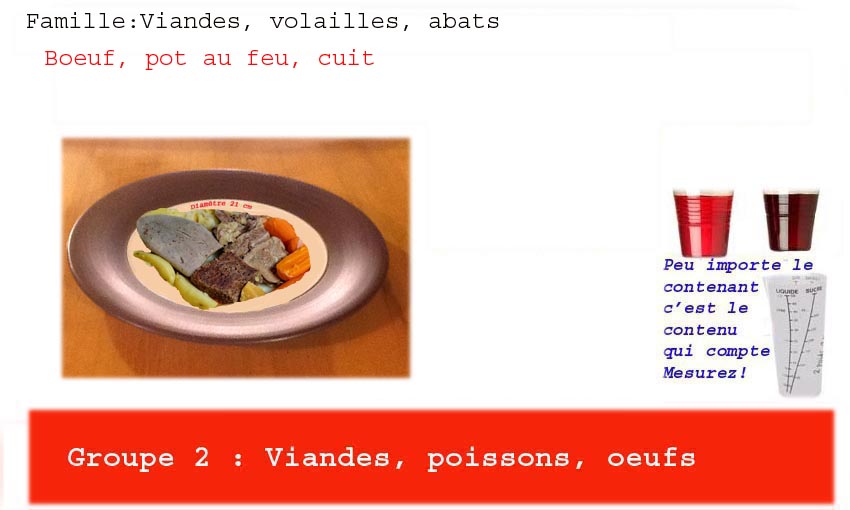 Famille:Viandes, volailles, abats
Boeuf, pot au feu, cuit
Diamètre 21 cm
Peu importe le
contenant
c’est le
contenu
qui compte
Mesurez!
LIQUIDE SUCRE
Groupe 2 : Viandes, poissons, oeufs